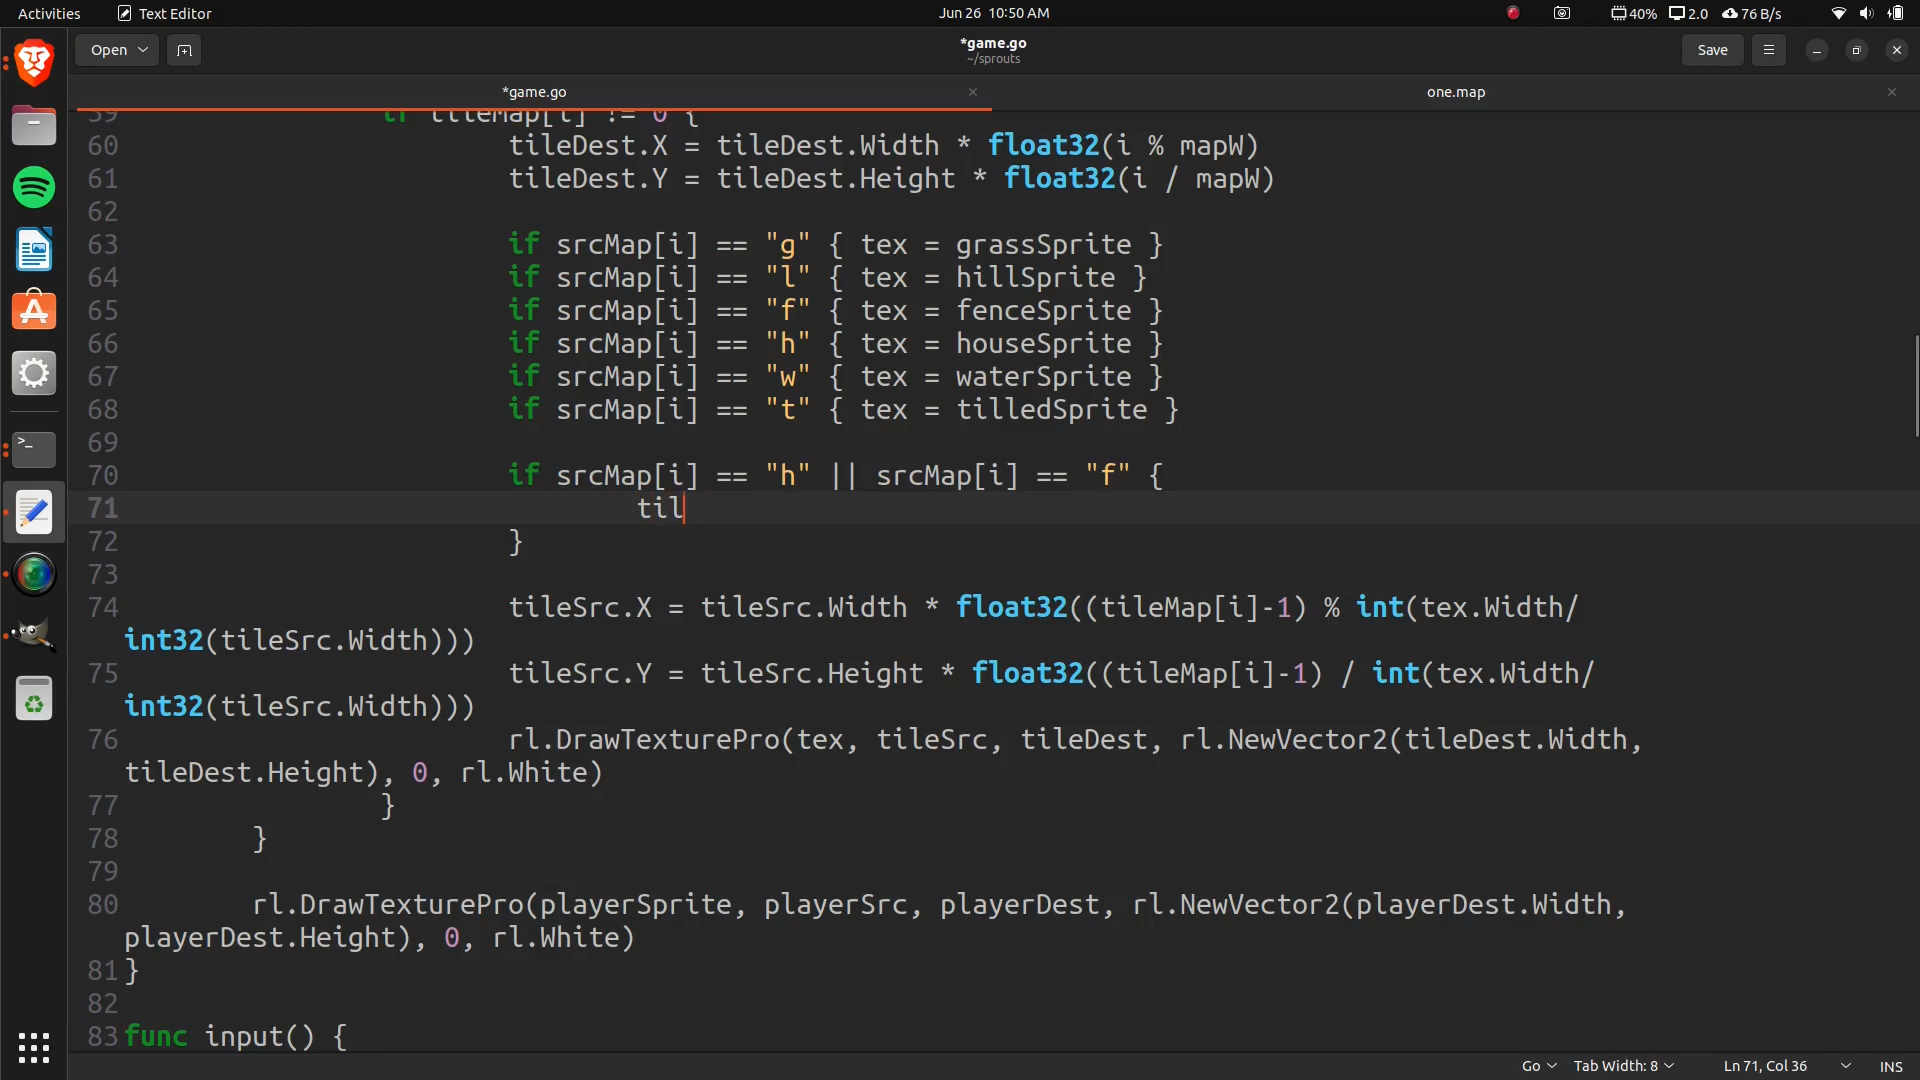 Activities
Text Editor
Jun 26 10:50 AM
40%
2.0
76 B/s
Open
*game.go
~/sprouts
Save
*game.go
one.map
59 if tileMap[i] != 0 {
60 tileDest.X = tileDest.Width * float32(i % mapW)
61 tileDest.Y = tileDest.Height * float32(i / mapW)
62
63 if srcMap[i] == "g" { tex = grassSprite }
64 if srcMap[i] == "l" { tex = hillSprite }
65 if srcMap[i] == "f" { tex = fenceSprite }
66 if srcMap[i] == "h" { tex = houseSprite }
67 if srcMap[i] == "w" { tex = waterSprite }
68 if srcMap[i] == "t" { tex = tilledSprite }
69
70 if srcMap[i] == "h" || srcMap[i] == "f" {
71 til
72 }
73
74 tileSrc.X = tileSrc.Width * float32((tileMap[i]-1) % int(tex.Width/
int32(tileSrc.Width)))
75 tileSrc.Y = tileSrc.Height * float32((tileMap[i]-1) / int(tex.Width/
int32(tileSrc.Width)))
76 rl.DrawTexturePro(tex, tileSrc, tileDest, rl.NewVector2(tileDest.Width,
tileDest.Height), 0, rl.White)
77 }
78 }
79
80 rl.DrawTexturePro(playerSprite, playerSrc, playerDest, rl.NewVector2(playerDest.Width,
playerDest.Height), 0, rl.White)
81 }
82
83 func input() {
Go
Tab Width: 8
Ln 71, Col 36
INS